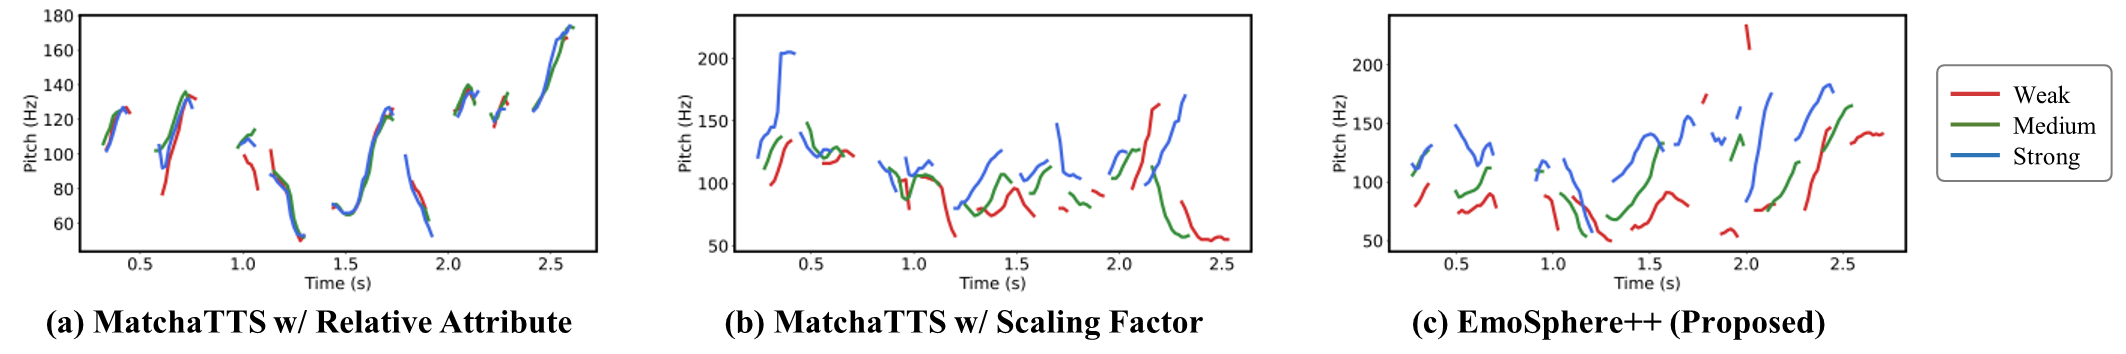 180
160
140
120
100
80
60
Pitch (Hz)
0.5 1.0 1.5 2.0 2.5
Time (s)
(a) MatchaTTS w/ Relative Attribute
200
150
100
50
Pitch (Hz)
0.5 1.0 1.5 2.0 2.5
Time (s)
(b) MatchaTTS w/ Scaling Factor
200
150
100
50
Pitch (Hz)
0.5 1.0 1.5 2.0 2.5
Time (s)
(c) EmoSphere++ (Proposed)
Weak
Medium
Strong